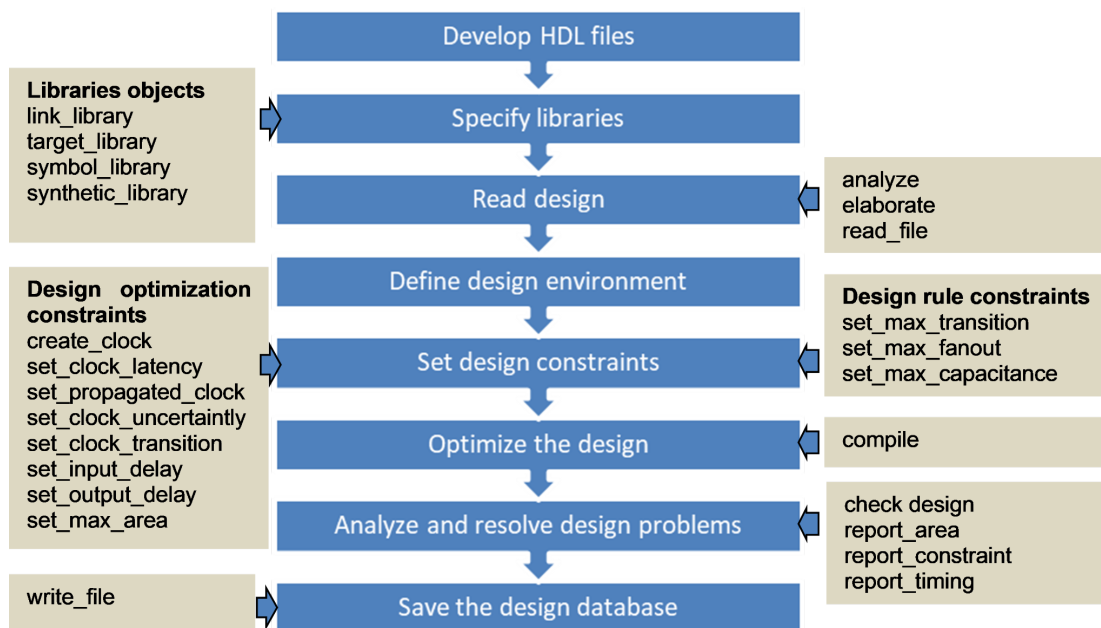 Develop HDL files
Libraries objects
link_library
target_library
symbol_library
synthetic_library
Specify libraries
Read design
analyze
elaborate
read_file
Define design environment
Design optimization
constraints
create_clock
set_clock_latency
set_propagated_clock
set_clock_uncertaintly
set_clock_transition
set_input_delay
set_output_delay
set_max_area
Set design constraints
Design rule constraints
set_max_transition
set_max_fanout
set_max_capacitance
Optimize the design
compile
Analyze and resolve design problems
check design
report_area
report_constraint
report_timing
write_file
Save the design database